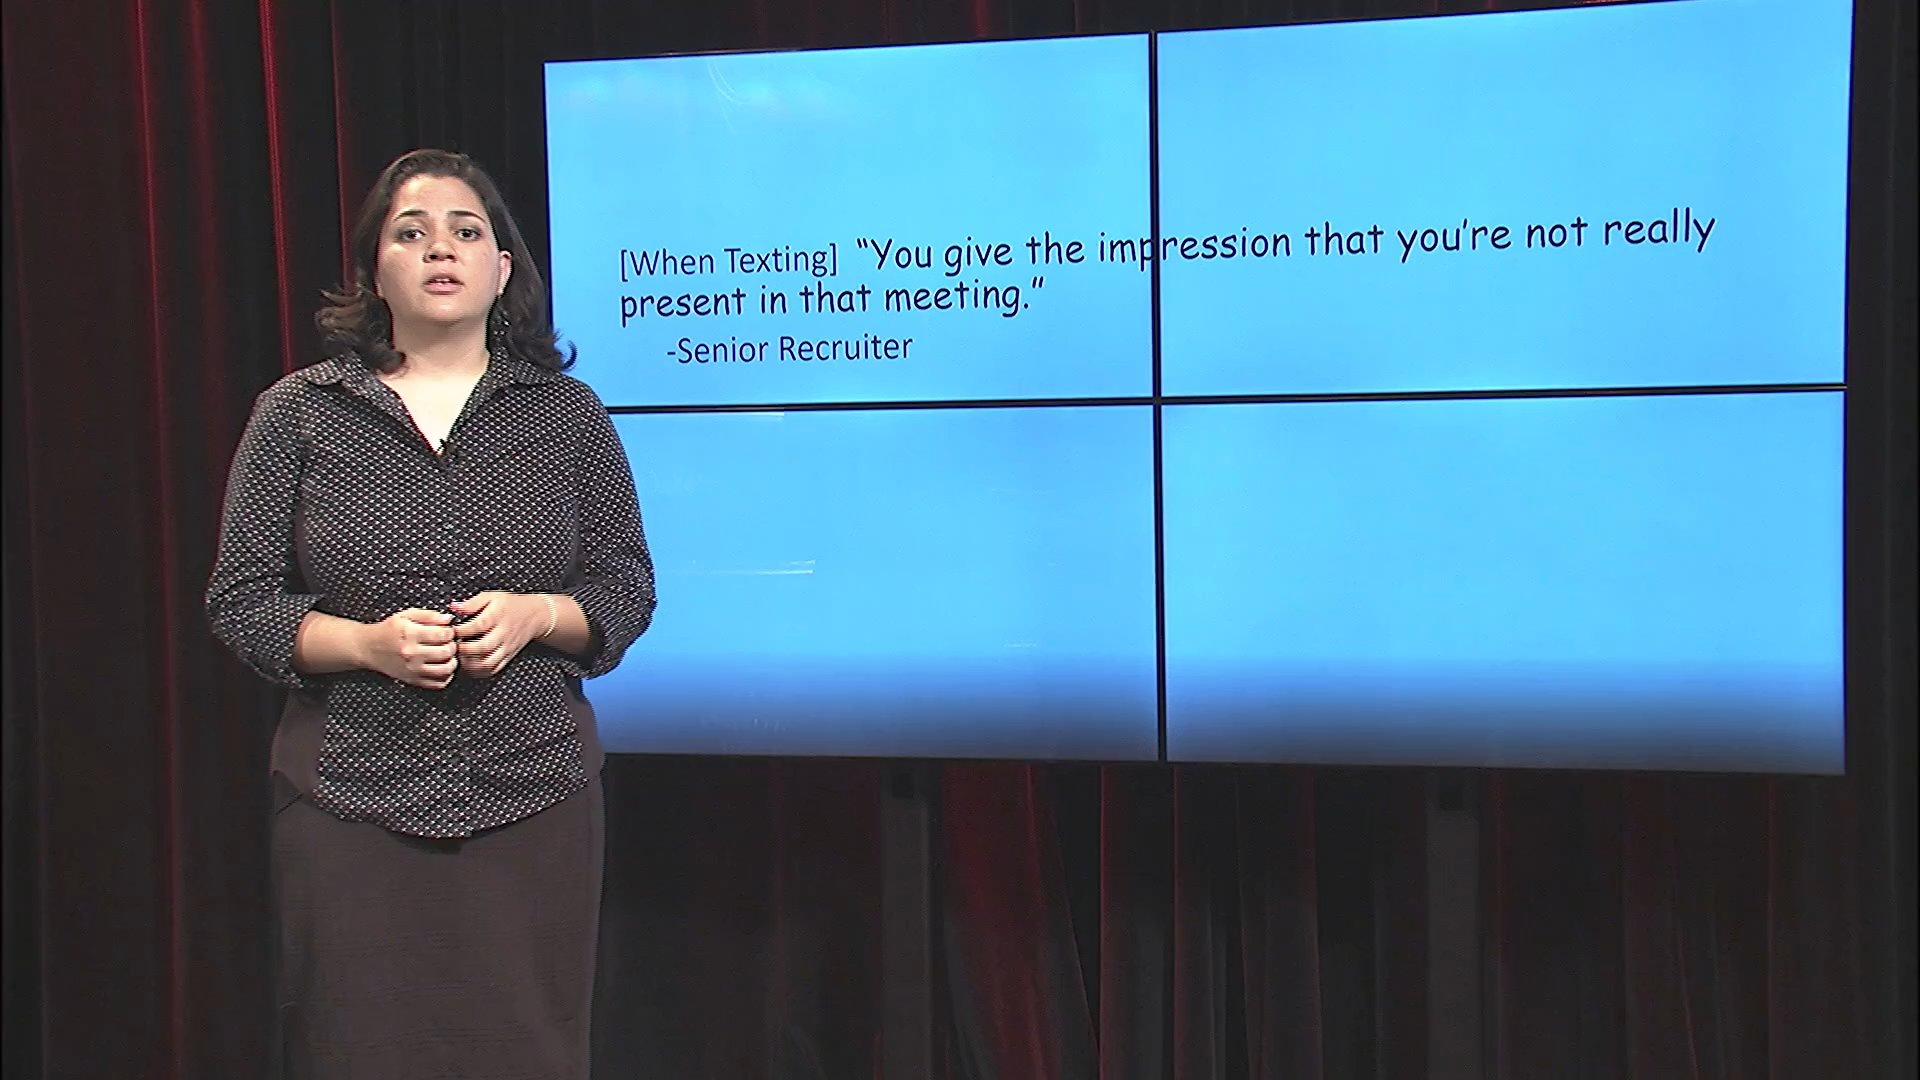 [When Texting] “You give the impression that you’re not really
present in that meeting.”
-Senior Recruiter